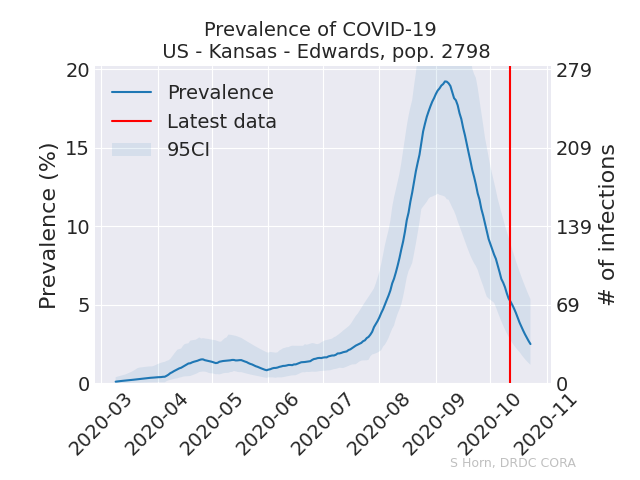 Prevalence of COVID-19
US - Kansas - Edwards, pop. 2798
Prevalence
Latest data
95CI
Prevalence (%)
20
15
10
5
0
279
209
139
69
0
# of infections
2020-03
2020-04
2020-05
2020-06
2020-07
2020-08
2020-09
2020-10
2020-11
S Horn, DRDC CORA